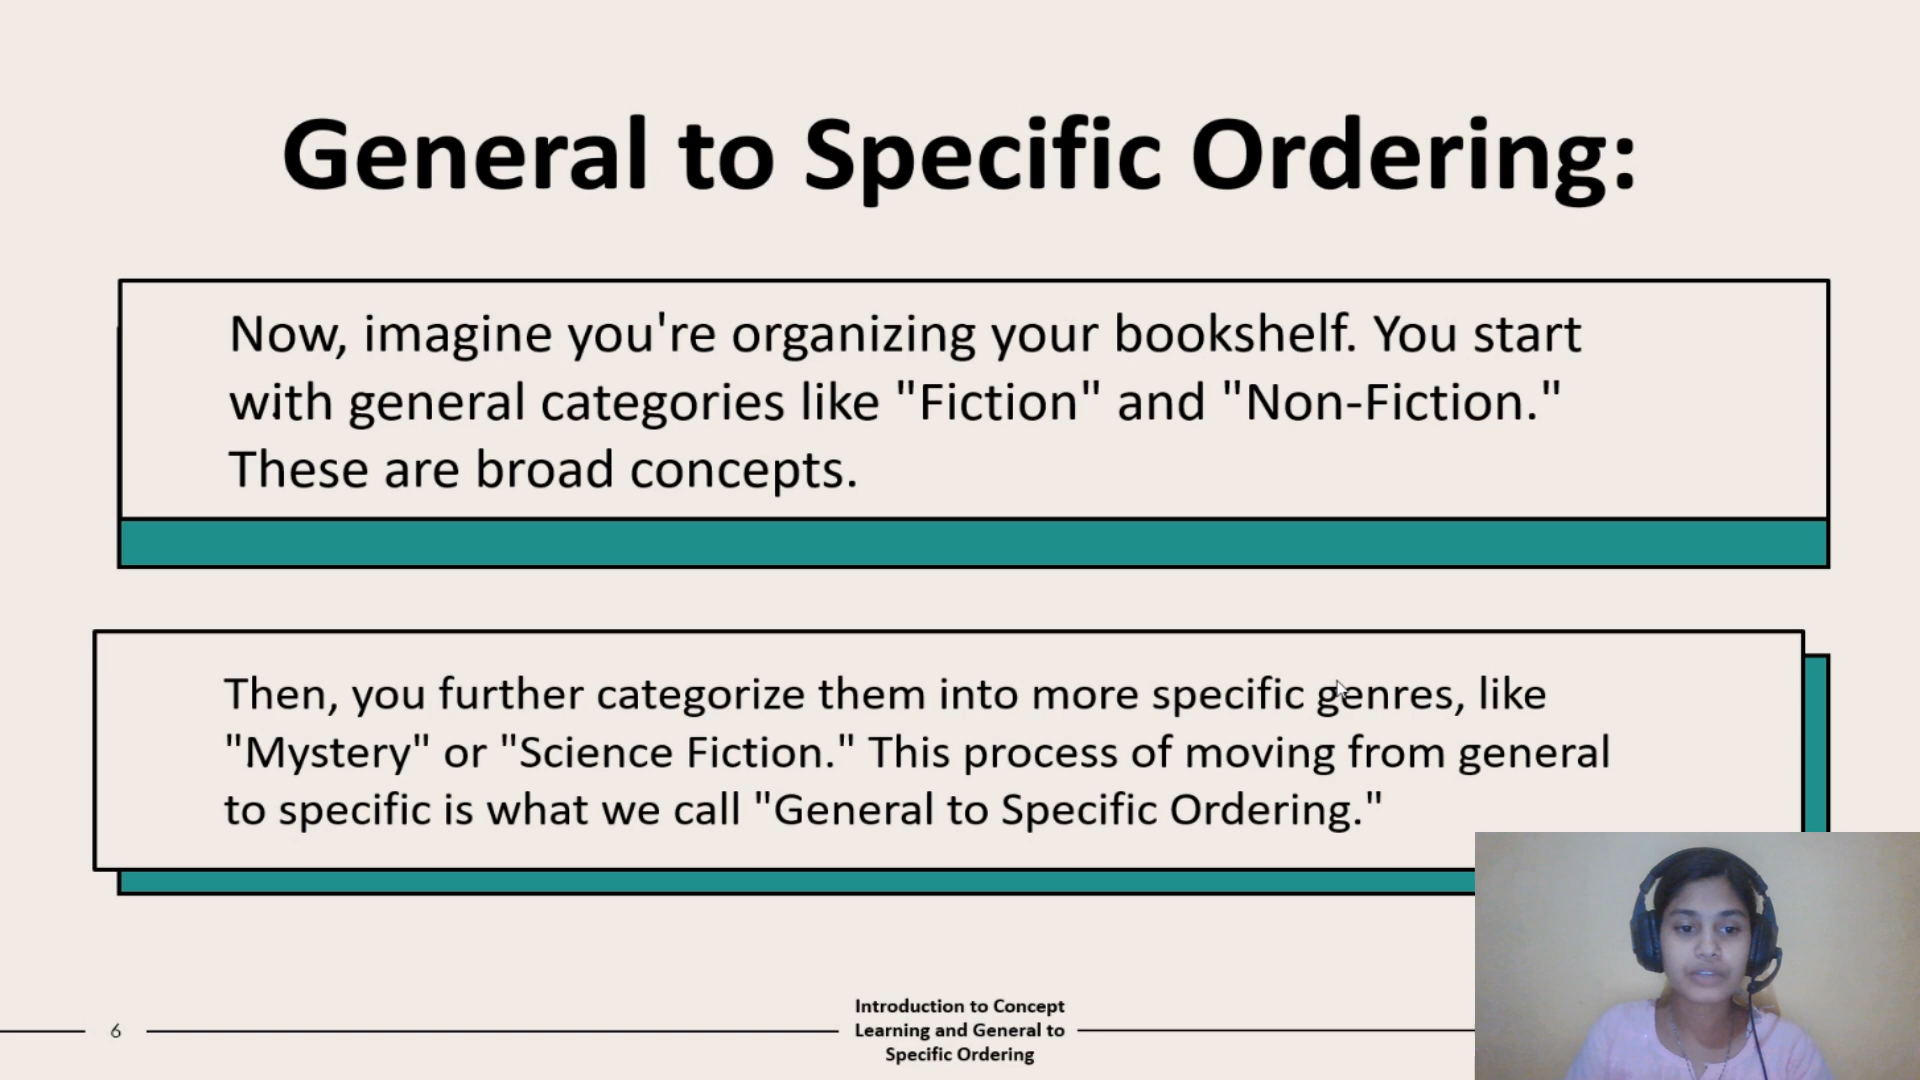 General to Specific Ordering:
Now, imagine you're organizing your bookshelf. You start
with general categories like "Fiction" and "Non-Fiction."
These are broad concepts.
Then, you further categorize them into more specific genres, like
"Mystery" or "Science Fiction." This process of moving from general
to specific is what we call "General to Specific Ordering."
6
Introduction to Concept
Learning and General to
Specific Ordering